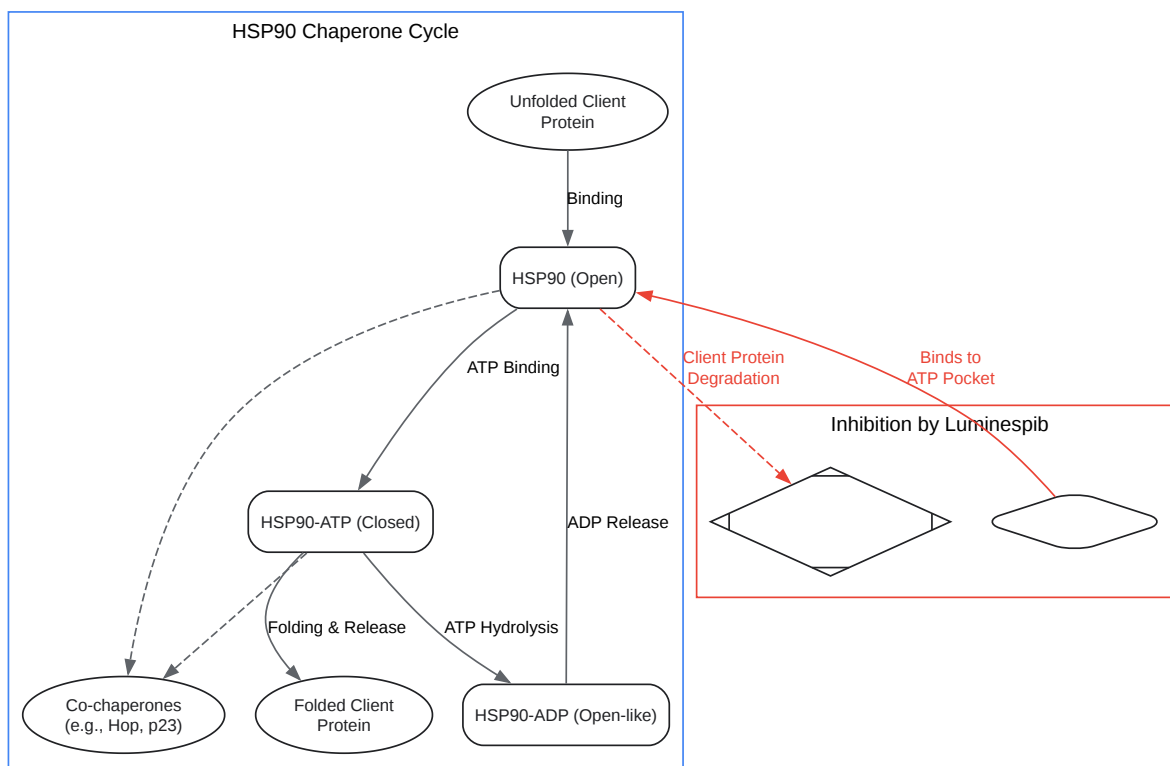 HSP90 Chaperone Cycle
Unfolded Client
Protein
Binding
HSP90 (Open)
ATP Binding
Client Protein
Degradation
Binds to
ATP Pocket
Inhibition by Luminespib
HSP90-ATP (Closed)
ADP Release
Folding & Release
ATP Hydrolysis
Co-chaperones
(e.g., Hop, p23)
Folded Client
Protein
HSP90-ADP (Open-like)